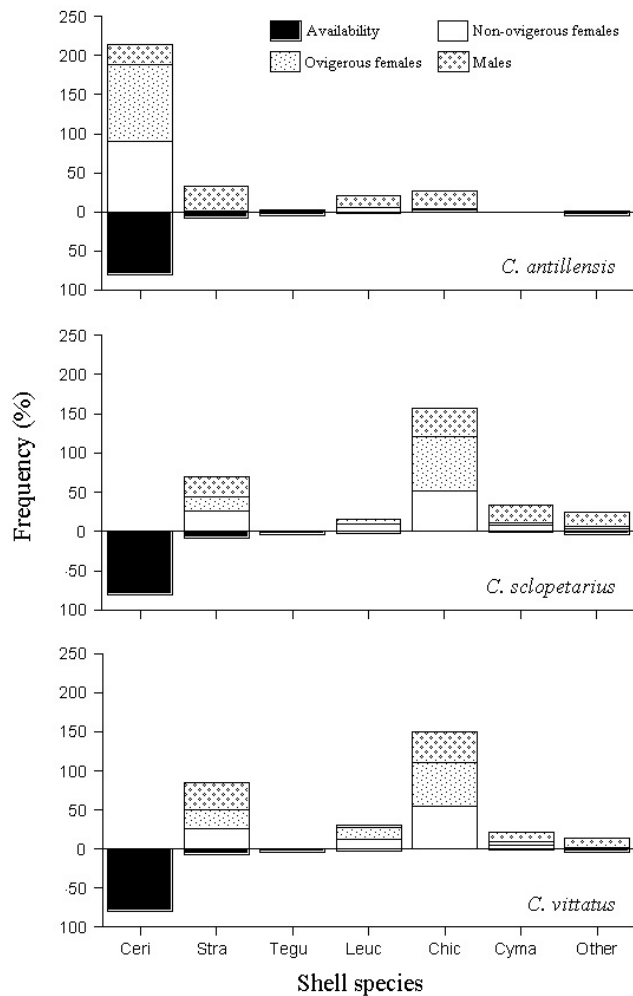 250
200
150
100
50
0
50
100
Availability
Non-ovigerous females
Ovigerous females
Males
C. antillensis
250
200
150
100
50
0
-50
100
C. sclopetarius
250
200
150
100
50
0
-50
100
C. vittatus
Frequency (%)
Ceri Stra Tegu Leuc Chic Cyma Other
Shell species